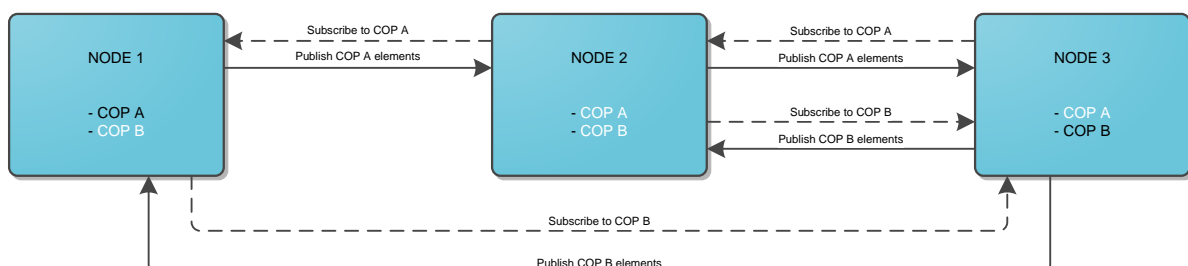 NODE 1
- COP A
- COP B
Subscribe to COP A
Publish COP A elements
NODE 2
- COP A
- COP B
Subscribe to COP A
Publish COP A elements
Subscribe to COP B
Publish COP B elements
NODE 3
- COP A
- COP B
Subscribe to COP B
Publish COP B elements